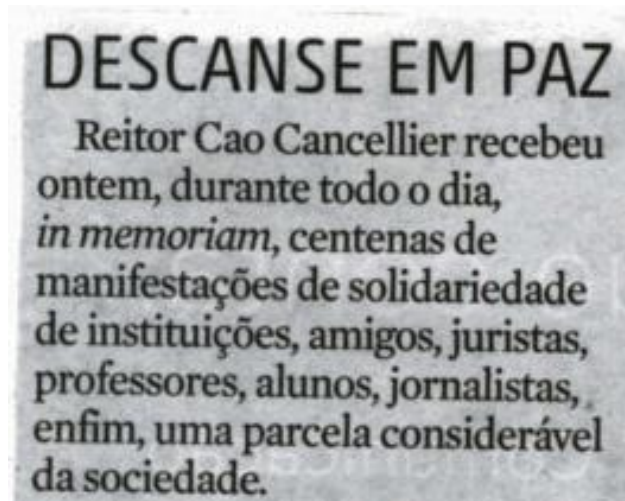 DESCANSE EM PAZ
Reitor Cao Cancellier recebeu
ontem, durante todo o dia,
in memoriam, centenas de
manifestações de solidariedade
de instituições, amigos, juristas,
professores, alunos, jornalistas,
enfim, uma parcela considerável
da sociedade.